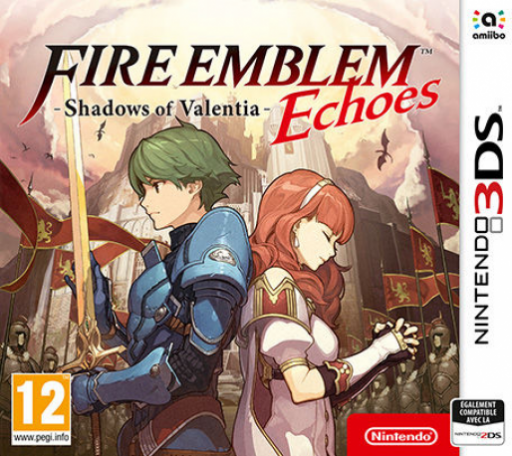 FIRE EMBLEM™
- Shadows of Valentia -
Echoes
amiibo
NINTENDO 3DS™
12
www.pegi.info
Nintendo®
ÉGALEMENT
COMPATIBLE
AVEC LA
NINTENDO 2DS